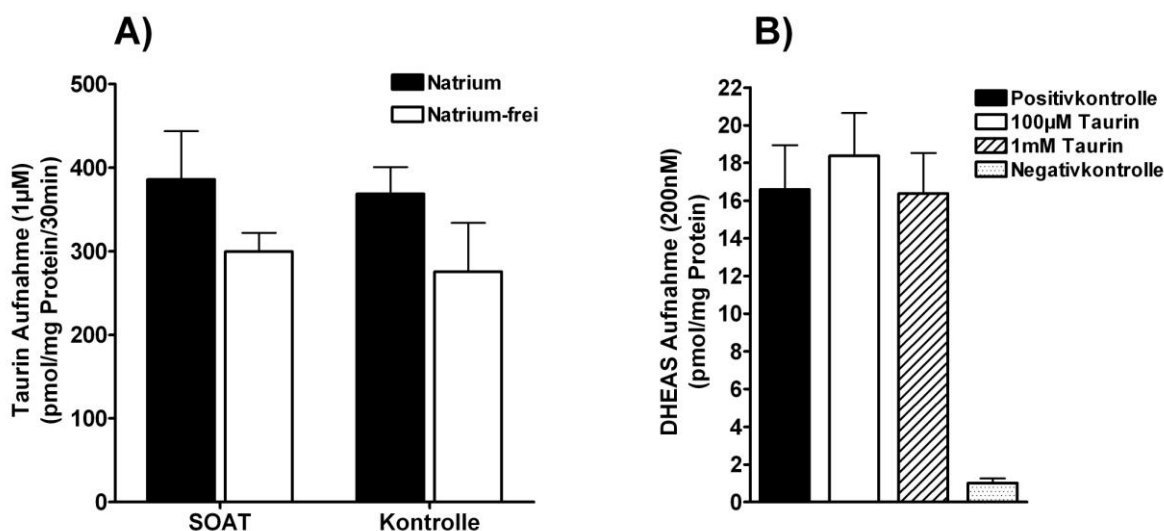 A)
Taurin Aufnahme (1µM)
(pmol/mg Protein/30min)
500
400
300
200
100
0
Natrium
Natrium-frei
SOAT
Kontrolle
B)
DHEAS Aufnahme (200nM)
(pmol/mg Protein)
22
20
18
16
14
12
10
8
6
4
2
0
Positivkontrolle
100µM Taurin
1mM Taurin
Negativkontrolle